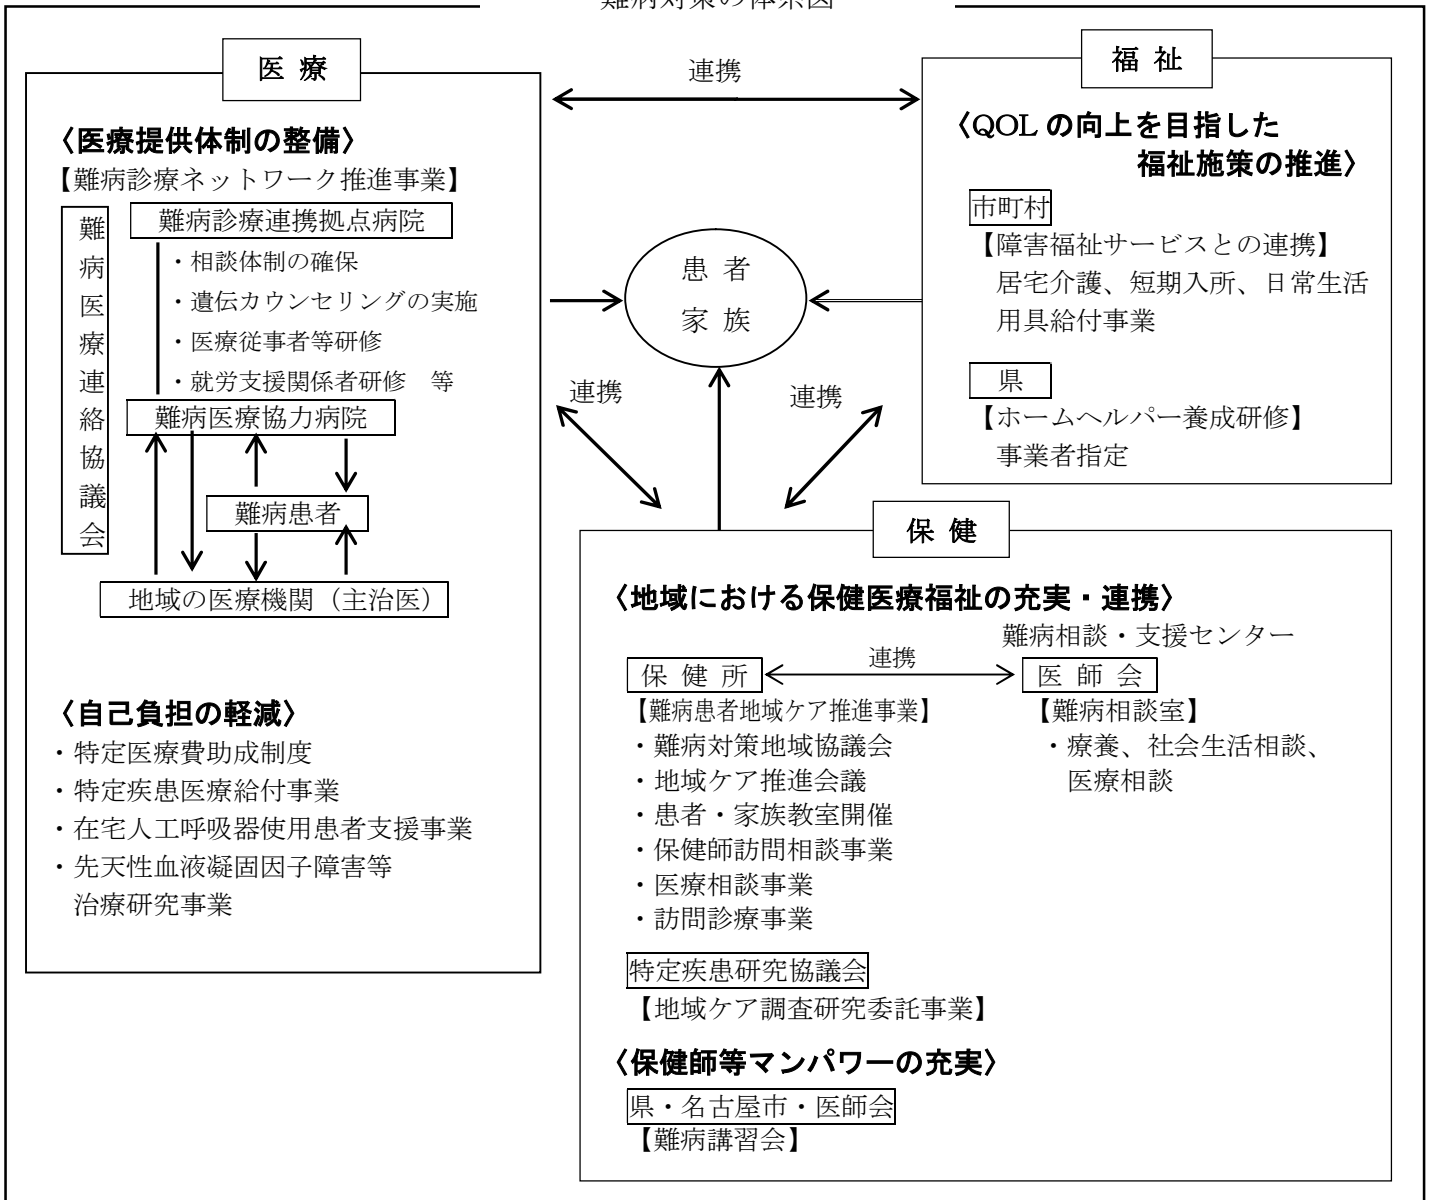 難病対策の体系図
医 療
〈医療提供体制の整備〉
【難病診療ネットワーク推進事業】
難病医療連絡協議会
難病診療連携拠点病院
・相談体制の確保
・遺伝カウンセリングの実施
・医療従事者等研修
・就労支援関係者研修　等
難病医療協力病院
難病患者
地域の医療機関（主治医）
〈自己負担の軽減〉
・特定医療費助成制度
・特定疾患医療給付事業
・在宅人工呼吸器使用患者支援事業
・先天性血液凝固因子障害等
治療研究事業
連携
患 者
家 族
連携
連携
福 祉
〈QOL の向上を目指した
福祉施策の推進〉
市町村
【障害福祉サービスとの連携】
居宅介護、短期入所、日常生活
用具給付事業
県
【ホームヘルパー養成研修】
事業者指定
保 健
〈地域における保健医療福祉の充実・連携〉
難病相談・支援センター
保 健 所
連携
医 師 会
【難病患者地域ケア推進事業】
・難病対策地域協議会
・地域ケア推進会議
・患者・家族教室開催
・保健師訪問相談事業
・医療相談事業
・訪問診療事業
【難病相談室】
・療養、社会生活相談、
医療相談
特定疾患研究協議会
【地域ケア調査研究委託事業】
〈保健師等マンパワーの充実〉
県・名古屋市・医師会
【難病講習会】